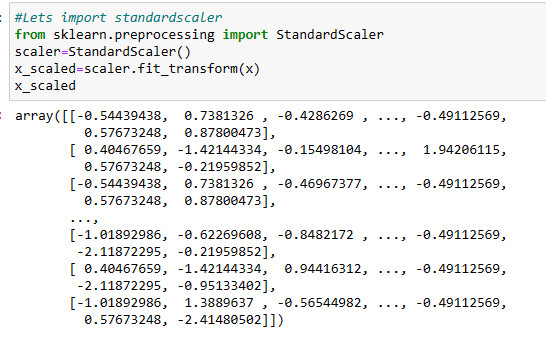 #Lets import standardscaler
from sklearn.preprocessing import StandardScaler
scaler=StandardScaler()
x_scaled=scaler.fit_transform(x)
x_scaled
array([[-0.54439438,  0.7381326 , -0.4286269 , ..., -0.49112569,
         0.57673248,  0.87800473],
       [ 0.40467659, -1.42144334, -0.15498104, ...,  1.94206115,
         0.57673248, -0.21959852],
       [-0.54439438,  0.7381326 , -0.46967377, ..., -0.49112569,
         0.57673248,  0.87800473],
       ...,
       [-1.01892986, -0.62269608, -0.8482172 , ..., -0.49112569,
        -2.11872295, -0.21959852],
       [ 0.40467659, -1.42144334,  0.94416312, ..., -0.49112569,
        -2.11872295, -0.95133402],
       [-1.01892986,  1.3889637 , -0.56544982, ..., -0.49112569,
         0.57673248, -2.41480502]])